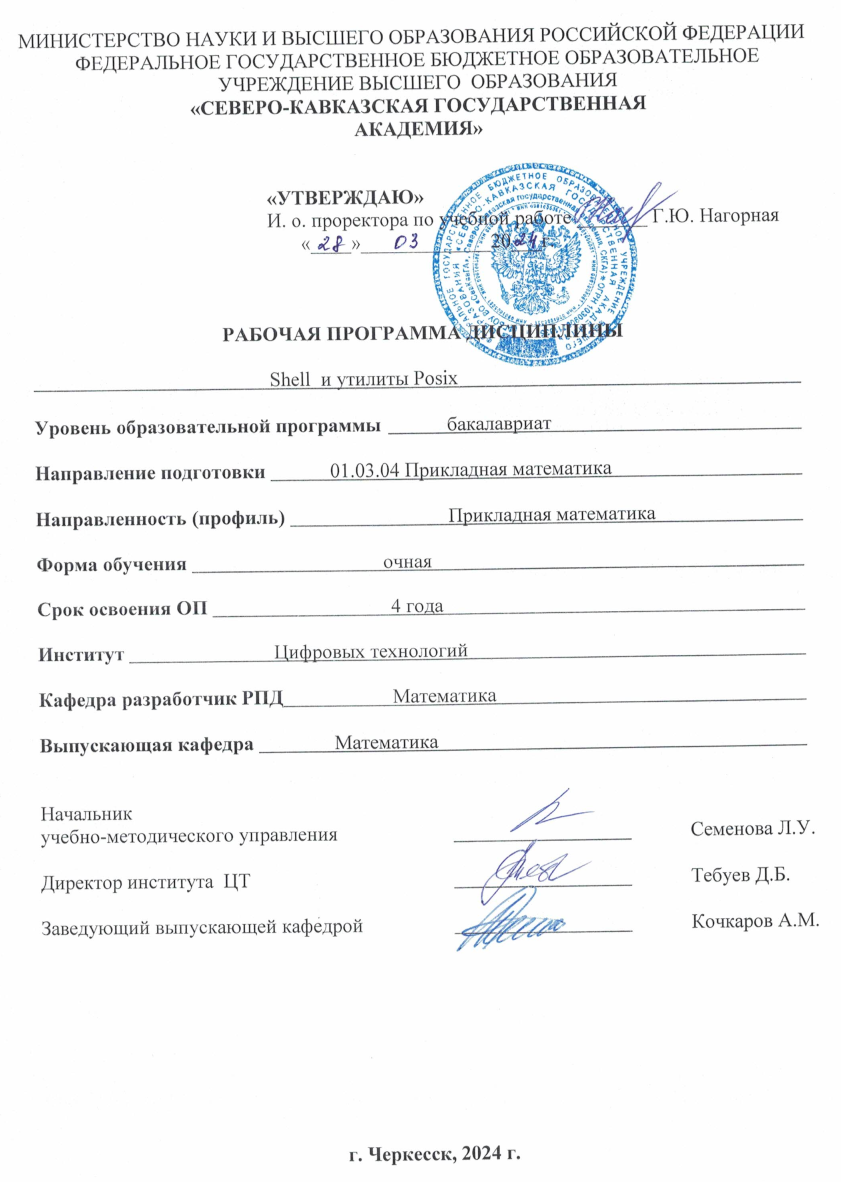 МИНИСТЕРСТВО НАУКИ И ВЫСШЕГО ОБРАЗОВАНИЯ РОССИЙСКОЙ ФЕДЕРАЦИИ
ФЕДЕРАЛЬНОЕ ГОСУДАРСТВЕННОЕ БЮДЖЕТНОЕ ОБРАЗОВАТЕЛЬНОЕ
УЧРЕЖДЕНИЕ ВЫСШЕГО ОБРАЗОВАНИЯ
«СЕВЕРО-КАВКАЗСКАЯ ГОСУДАРСТВЕННАЯ
АКАДЕМИЯ»
«УТВЕРЖДАЮ»
И. о. проректора по учебной работе Г.Ю. Нагорная
«28» 03 2024 г.
РАБОЧАЯ ПРОГРАММА ДИСЦИПЛИНЫ
Shell и утилиты Posix
Уровень образовательной программы бакалавриат
Направление подготовки 01.03.04 Прикладная математика
Направленность (профиль) Прикладная математика
Форма обучения очная
Срок освоения ОП 4 года
Институт Цифровых технологий
Кафедра разработчик РПД Математика
Выпускающая кафедра Математика
Начальник
учебно-методического управления Семенова Л.У.
Директор института ЦТ Тебуев Д.Б.
Заведующий выпускающей кафедрой Кочкаров А.М.
г. Черкесск, 2024 г.